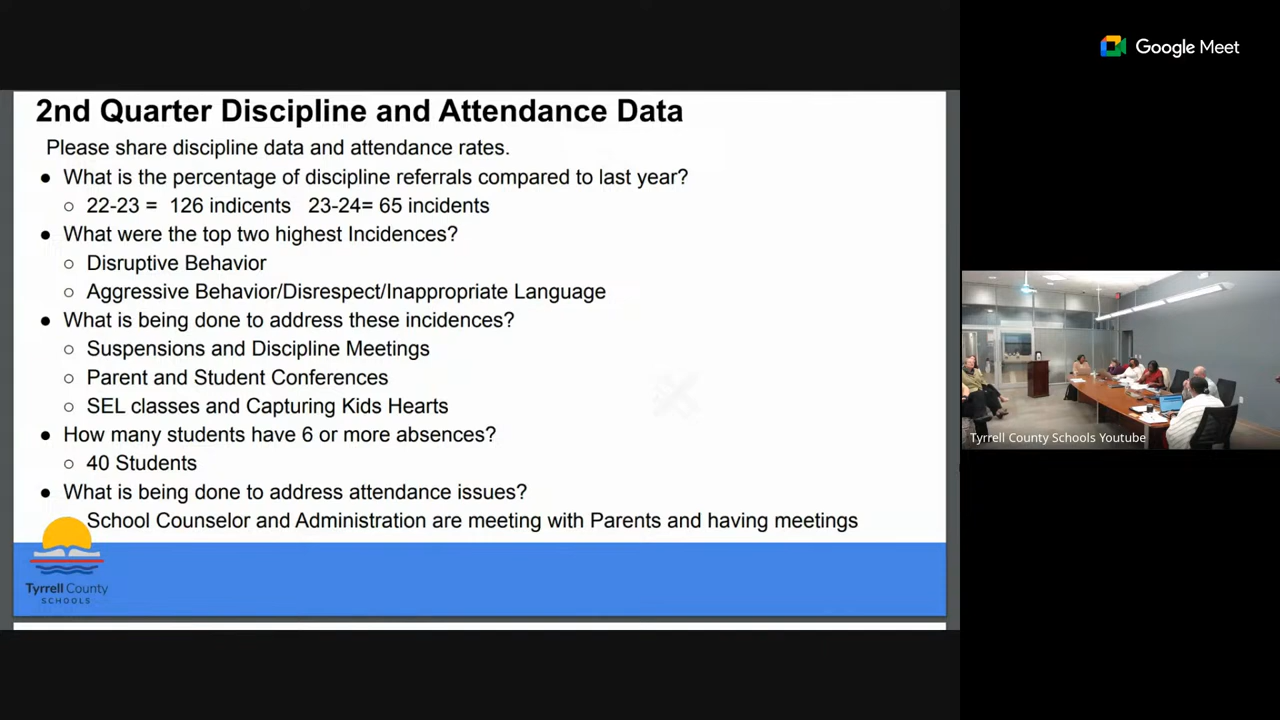 2nd Quarter Discipline and Attendance Data
Please share discipline data and attendance rates.
● What is the percentage of discipline referrals compared to last year?
○ 22-23 = 126 indicents 23-24= 65 incidents
● What were the top two highest Incidences?
○ Disruptive Behavior
○ Aggressive Behavior/Disrespect/Inappropriate Language
● What is being done to address these incidences?
○ Suspensions and Discipline Meetings
○ Parent and Student Conferences
○ SEL classes and Capturing Kids Hearts
● How many students have 6 or more absences?
○ 40 Students
● What is being done to address attendance issues?
School Counselor and Administration are meeting with Parents and having meetings
Tyrrell County
SCHOOLS
Google Meet
Tyrrell County Schools Youtube